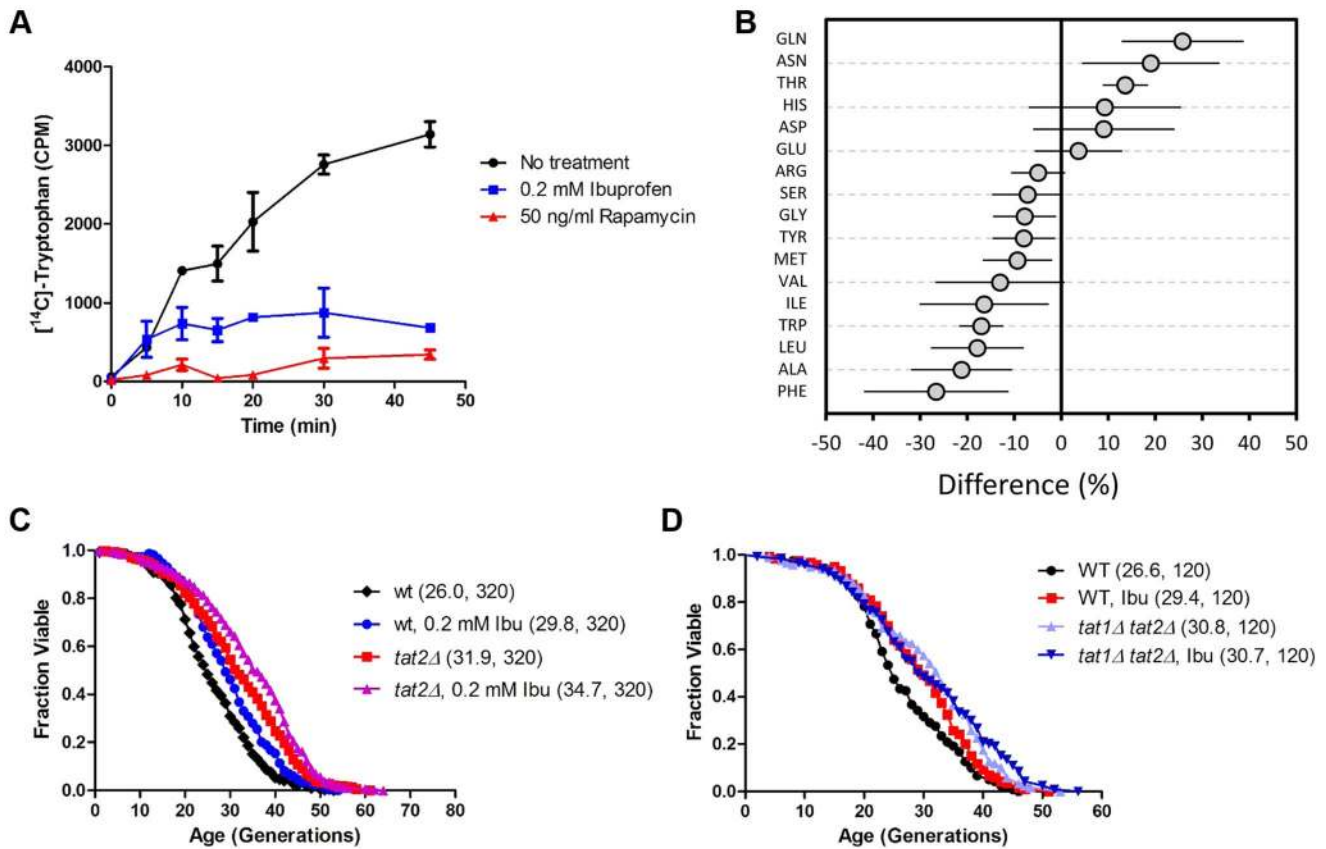 A
4000
3000
2000
1000
0
[¹⁴C]-Tryptophan (CPM)
0 10 20 30 40 50
Time (min)
No treatment
0.2 mM Ibuprofen
50 ng/ml Rapamycin
B
GLN
ASN
THR
HIS
ASP
GLU
ARG
SER
GLY
TYR
MET
VAL
ILE
TRP
LEU
ALA
PHE
-50 -40 -30 -20 -10 0 10 20 30 40 50
Difference (%)
C
1.0
0.8
0.6
0.4
0.2
0.0
Fraction Viable
0 10 20 30 40 50 60 70 80
Age (Generations)
wt (26.0, 320)
wt, 0.2 mM Ibu (29.8, 320)
tat2Δ (31.9, 320)
tat2Δ, 0.2 mM Ibu (34.7, 320)
D
1.0
0.8
0.6
0.4
0.2
0.0
Fraction Viable
0 10 20 30 40 50 60
Age (Generations)
WT (26.6, 120)
WT, Ibu (29.4, 120)
tat1Δ tat2Δ (30.8, 120)
tat1Δ tat2Δ, Ibu (30.7, 120)